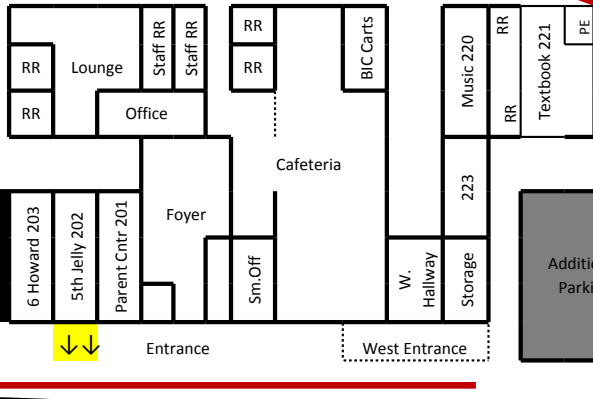 RR
Lounge
Staff RR
Staff RR
RR
RR
BIC Carts
Music 220
RR
Textbook 221
PE
RR
Office
RR
Cafeteria
223
Foyer
6 Howard 203
5th Jelly 202
Parent Cntr 201
Sm.Off
W.
Hallway
Storage
Additio
Parki
↓↓
Entrance
West Entrance